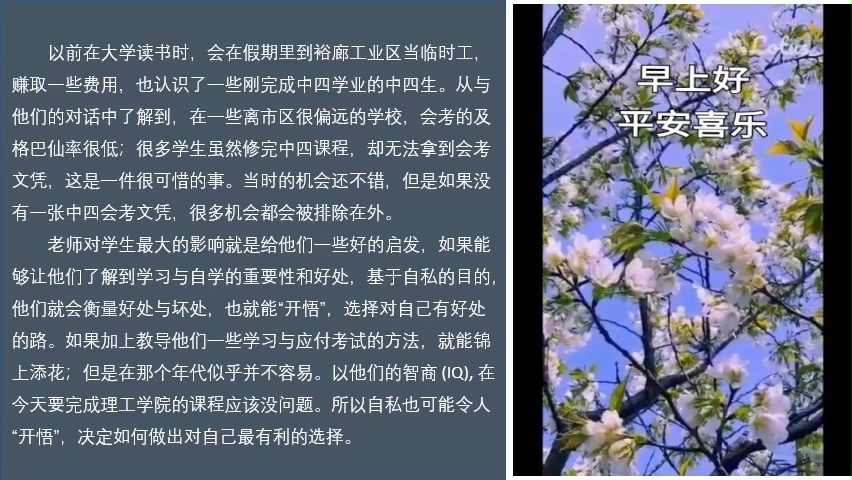 以前在大学读书时，会在假期里到裕廊工业区当临时工，
赚取一些费用，也认识了一些刚完成中四学业的中四生。从与
他们的对话中了解到，在一些离市区很偏远的学校，会考的及
格巴仙率很低；很多学生虽然修完中四课程，却无法拿到会考
文凭，这是一件很可惜的事。当时的机会还不错，但是如果没
有一张中四会考文凭，很多机会都会被排除在外。
老师对学生最大的影响就是给他们一些好的启发，如果能
够让他们了解到学习与自学的重要性和好处，基于自私的目的，
他们就会衡量好处与坏处，也就能“开悟”，选择对自己有好处
的路。如果加上教导他们一些学习与应付考试的方法，就能锦
上添花；但是在那个年代似乎并不容易。以他们的智商 (IQ), 在
今天要完成理工学院的课程应该没问题。所以自私也可能令人
“开悟”，决定如何做出对自己最有利的选择。
Lotus
早上好
平安喜乐